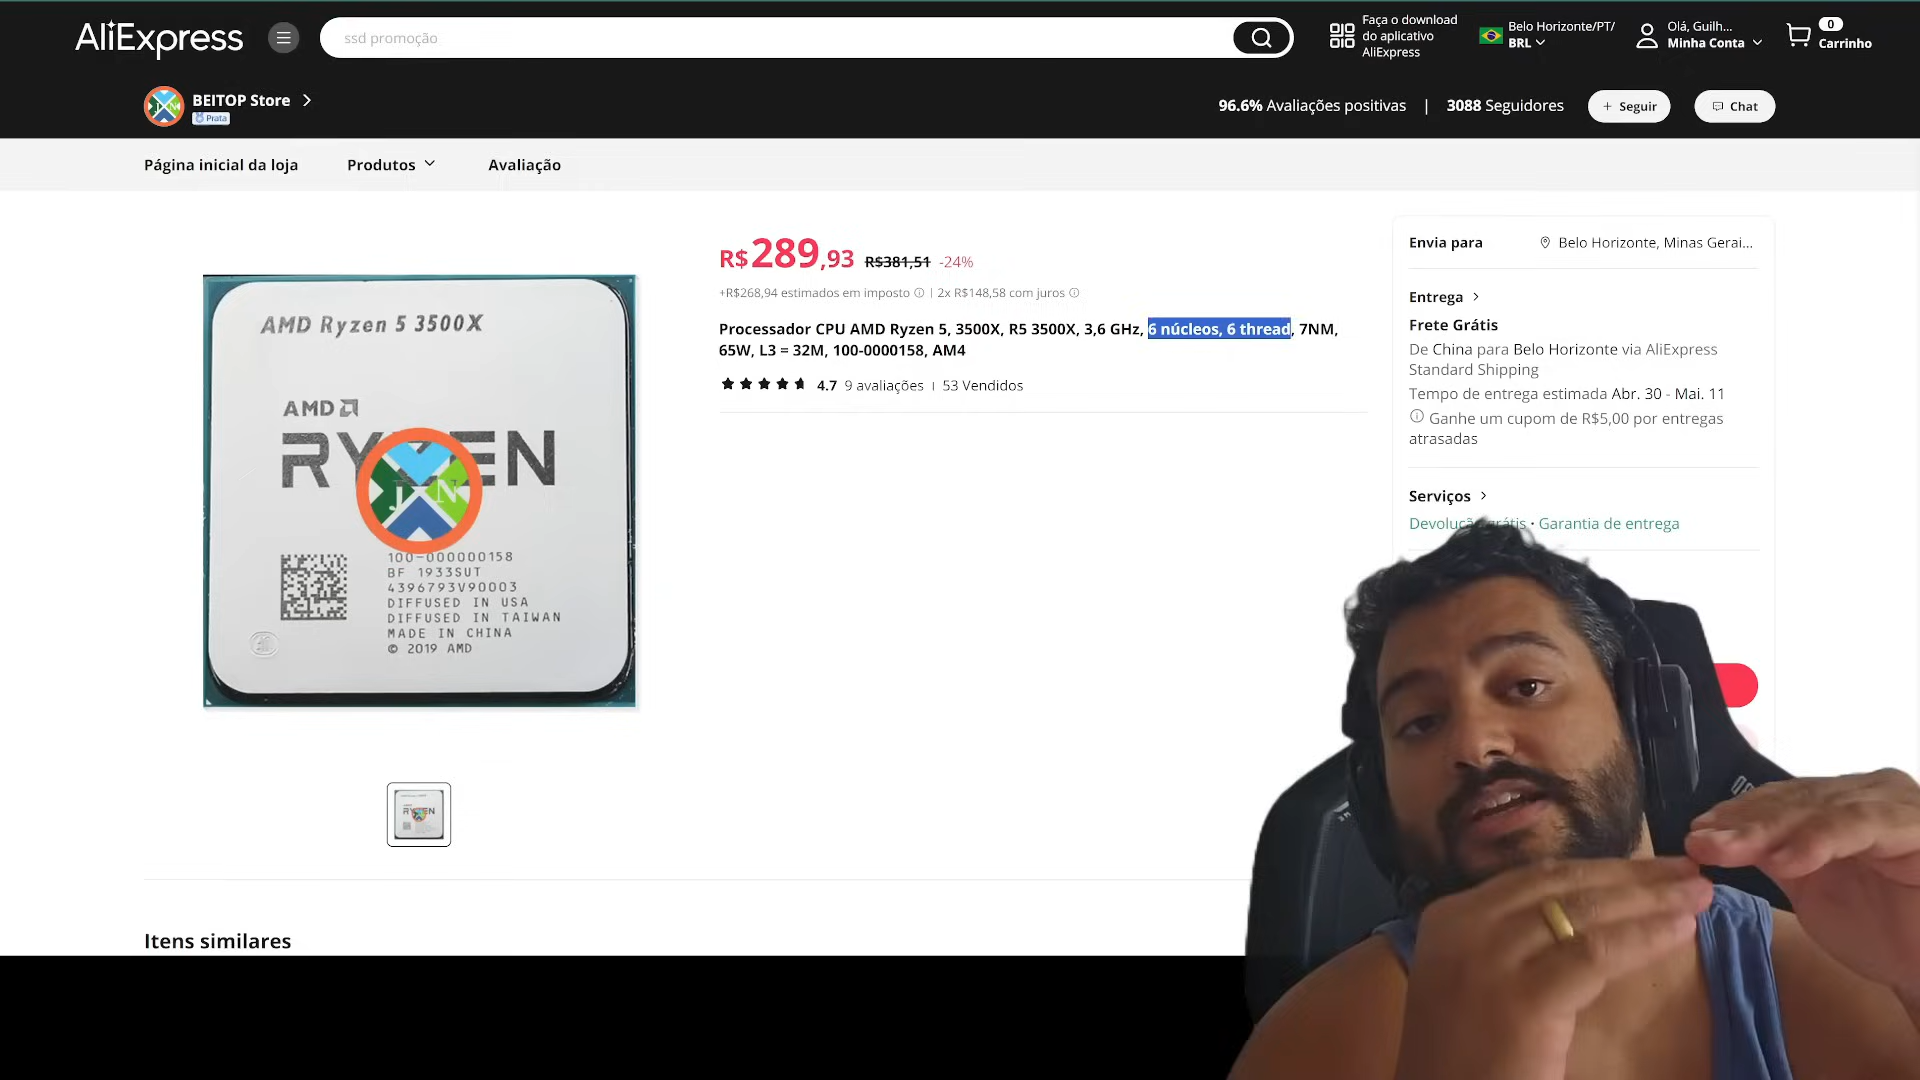 AliExpress
ssd promoção
Faça o download
do aplicativo
AliExpress
Belo Horizonte/PT/
BRL
Olá, Guilh...
Minha Conta
0
Carrinho
BEITOP Store
Prata
96.6% Avaliações positivas | 3088 Seguidores
+ Seguir
Chat
Página inicial da loja
Produtos
Avaliação
AMD Ryzen 5 3500X
AMD
RYZEN
J N
100-000000158
BF 1933SUT
4396793V90003
DIFFUSED IN USA
DIFFUSED IN TAIWAN
MADE IN CHINA
© 2019 AMD
R$289,93 R$381,51 -24%
+R$268,94 estimados em imposto | 2x R$148,58 com juros
Processador CPU AMD Ryzen 5, 3500X, R5 3500X, 3,6 GHz, 6 núcleos, 6 thread, 7NM,
65W, L3 = 32M, 100-0000158, AM4
4.7 9 avaliações | 53 Vendidos
Envia para
Belo Horizonte, Minas Gerai...
Entrega
Frete Grátis
De China para Belo Horizonte via AliExpress
Standard Shipping
Tempo de entrega estimada Abr. 30 - Mai. 11
Ganhe um cupom de R$5,00 por entregas
atrasadas
Serviços
Devolução grátis • Garantia de entrega
Itens similares